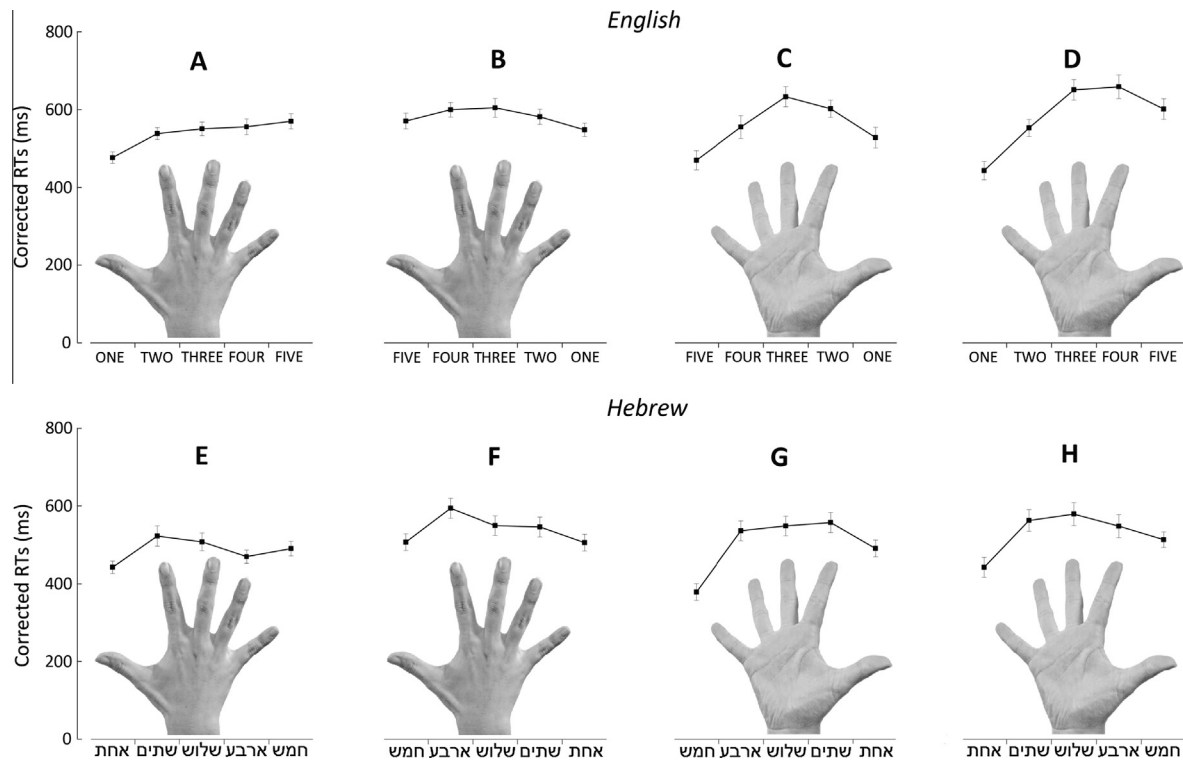 English
800
600
400
200
0
Corrected RTs (ms)
A
B
C
D
ONE TWO THREE FOUR FIVE
FIVE FOUR THREE TWO ONE
FIVE FOUR THREE TWO ONE
ONE TWO THREE FOUR FIVE
Hebrew
800
600
400
200
0
Corrected RTs (ms)
E
F
G
H
אחת שתים שלוש ארבע חמש
חמש ארבע שלוש שתים אחת
חמש ארבע שלוש שתים אחת
אחת שתים שלוש ארבע חמש